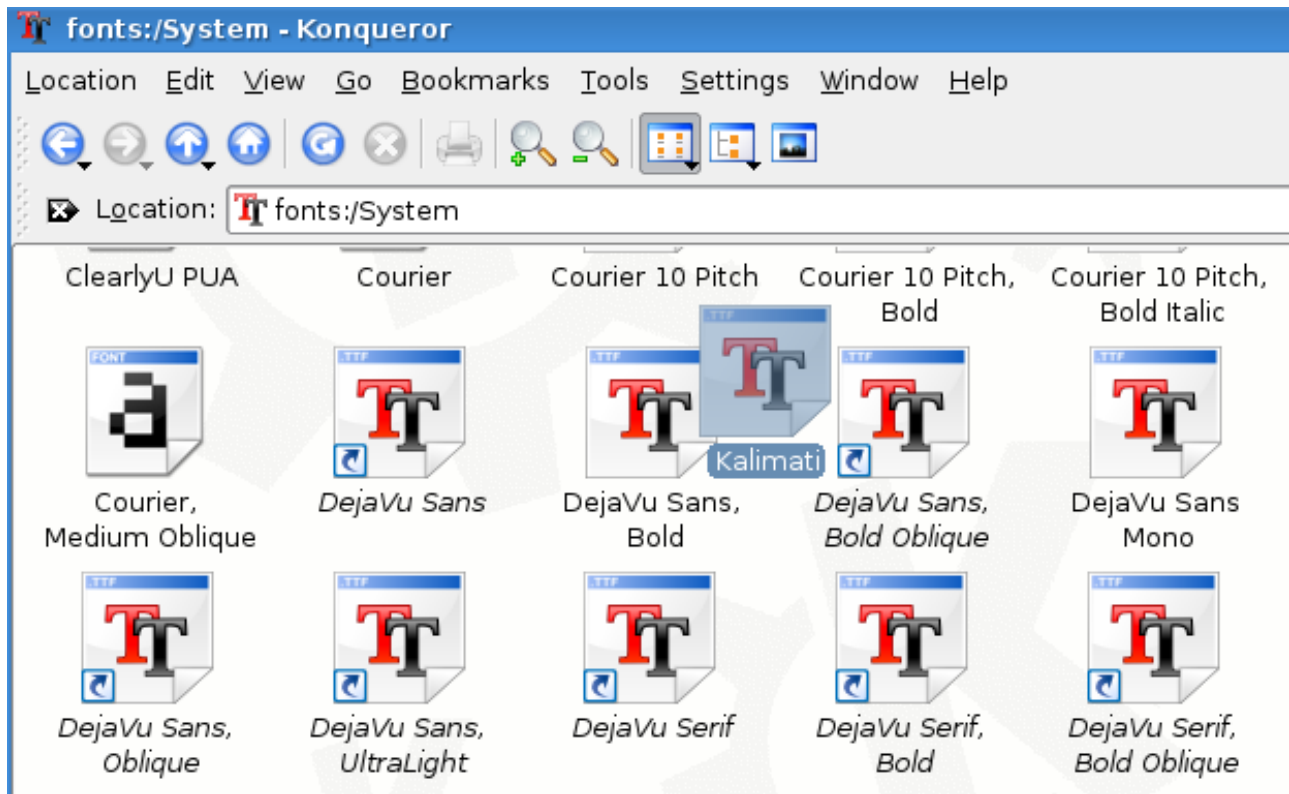 fonts:/System - Konqueror
Location Edit View Go Bookmarks Tools Settings Window Help
Location: fonts:/System
ClearlyU PUA
Courier
Courier 10 Pitch
Courier 10 Pitch,
Bold
Courier 10 Pitch,
Bold Italic
.TTF
Kalimati
FONT
Courier,
Medium Oblique
.TTF
DejaVu Sans
.TTF
DejaVu Sans,
Bold
.TTF
DejaVu Sans,
Bold Oblique
.TTF
DejaVu Sans
Mono
.TTF
DejaVu Sans,
Oblique
.TTF
DejaVu Sans,
UltraLight
.TTF
DejaVu Serif
.TTF
DejaVu Serif,
Bold
.TTF
DejaVu Serif,
Bold Oblique